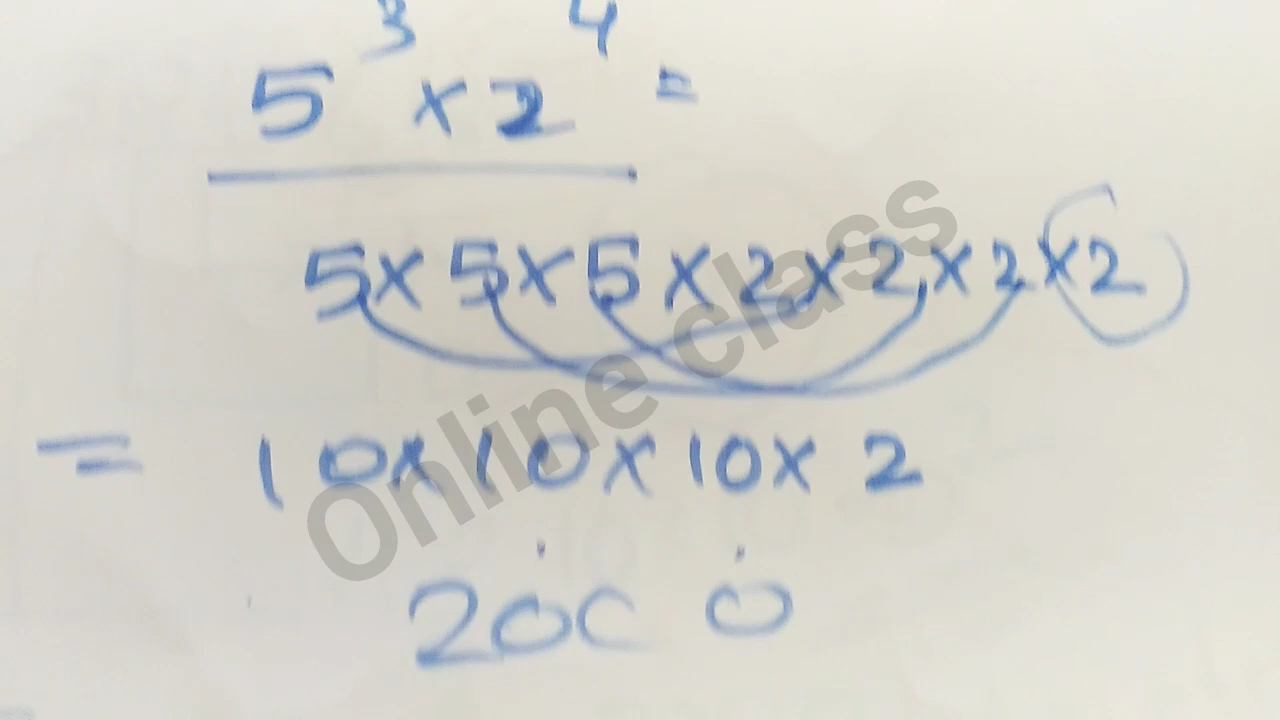 5³ × 2⁴ =
5 × 5 × 5 × 2 × 2 × 2 × 2
= 10 × 10 × 10 × 2
2000
Online class